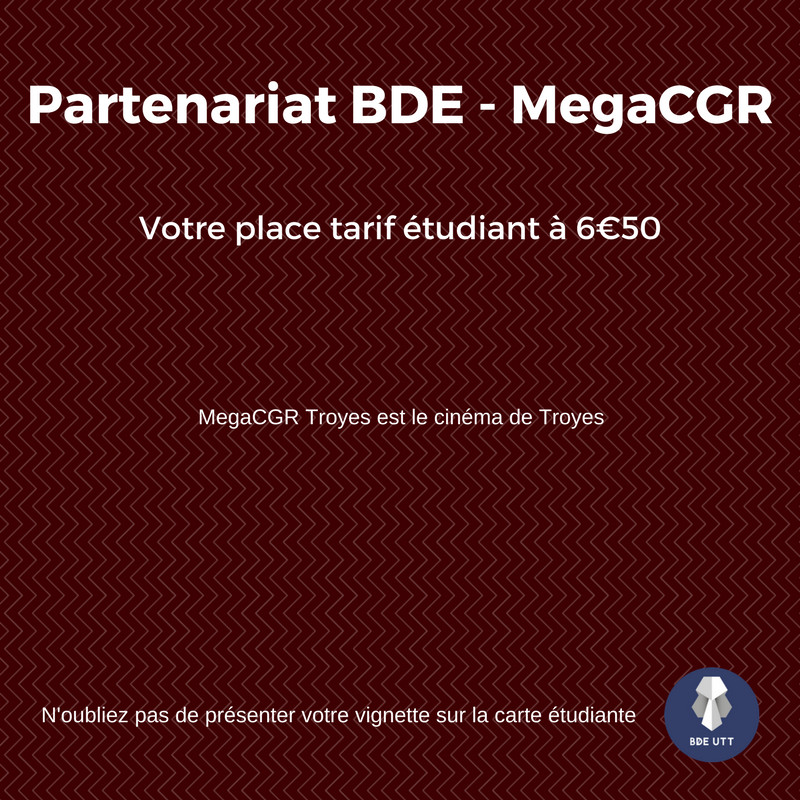 Partenariat BDE - MegaCGR
Votre place tarif étudiant à 6€50
MegaCGR Troyes est le cinéma de Troyes
N'oubliez pas de présenter votre vignette sur la carte étudiante
BDE UTT